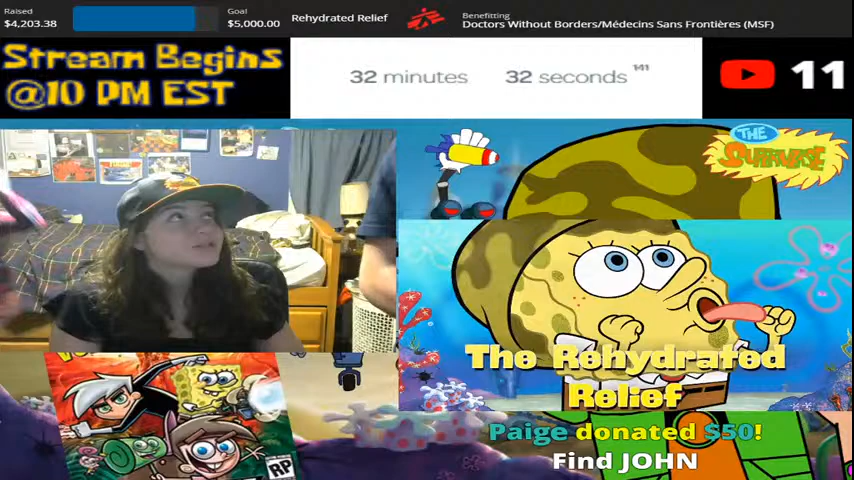 Raised
$4,203.38
Goal
$5,000.00
Rehydrated Relief
Benefitting
Doctors Without Borders/Médecins Sans Frontières (MSF)
Stream Begins
@10 PM EST
32 minutes 32 seconds 141
11
THE
The Rehydrated
Relief
Paige donated $50!
Find JOHN
RP